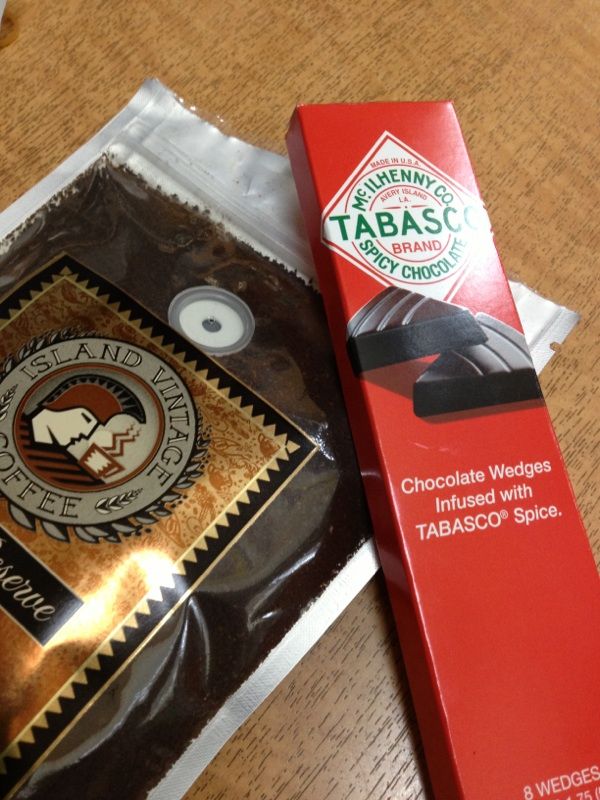 ISLAND VINTAGE
COFFEE
MADE IN U.S.A.
McILHENNY CO.
AVERY ISLAND
LA.
TABASCO
BRAND
SPICY CHOCOLATE
Chocolate Wedges
Infused with
TABASCO® Spice.
8 WEDGES